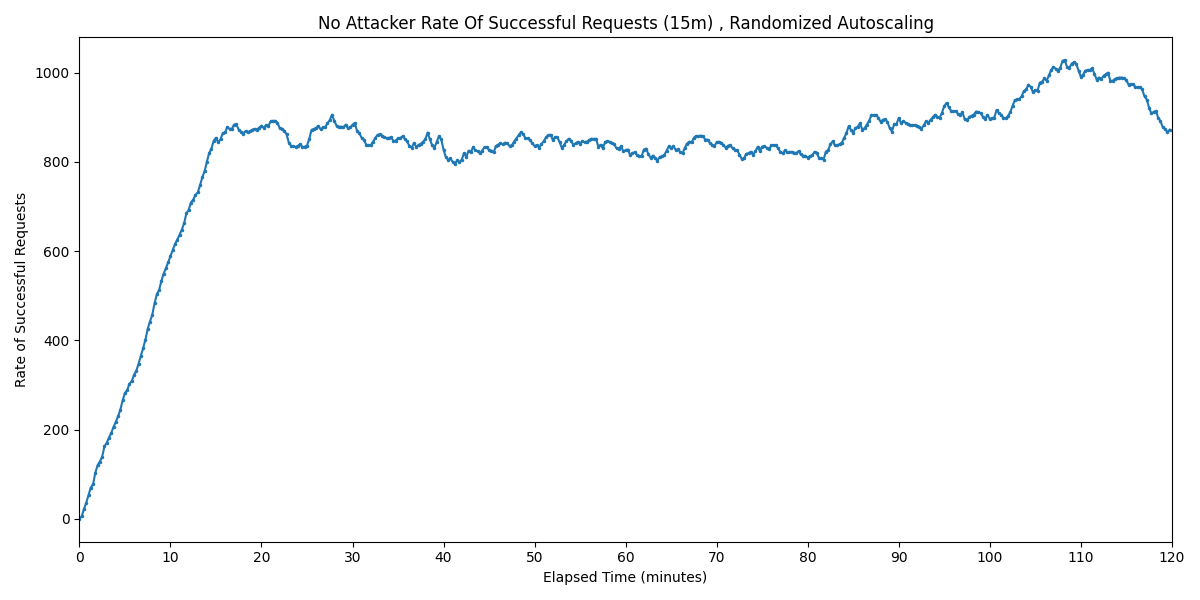 No Attacker Rate Of Successful Requests (15m) , Randomized Autoscaling
Rate of Successful Requests
1000
800
600
400
200
0
0 10 20 30 40 50 60 70 80 90 100 110 120
Elapsed Time (minutes)